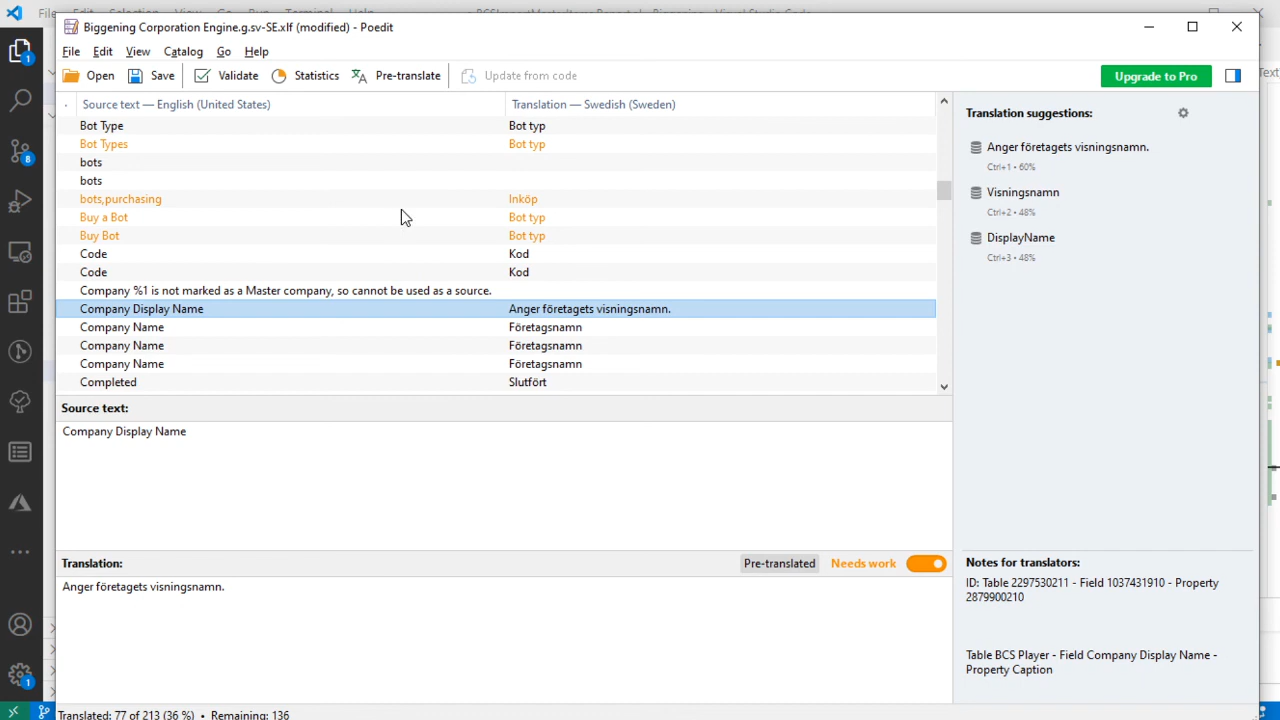 Biggening Corporation Engine.g.sv-SE.xlf (modified) - Poedit
File Edit View Catalog Go Help
Open Save Validate Statistics Pre-translate Update from code Upgrade to Pro
Source text — English (United States) Translation — Swedish (Sweden)
Bot Type Bot typ
Bot Types Bot typ
bots
bots
bots,purchasing Inköp
Buy a Bot Bot typ
Buy Bot Bot typ
Code Kod
Code Kod
Company %1 is not marked as a Master company, so cannot be used as a source.
Company Display Name Anger företagets visningsnamn.
Company Name Företagsnamn
Company Name Företagsnamn
Company Name Företagsnamn
Completed Slutfört
Source text:
Company Display Name
Translation: Pre-translated Needs work
Anger företagets visningsnamn.
Translated: 77 of 213 (36 %) • Remaining: 136
Translation suggestions:
Anger företagets visningsnamn.
Ctrl+1 • 60%
Visningsnamn
Ctrl+2 • 48%
DisplayName
Ctrl+3 • 48%
Notes for translators:
ID: Table 2297530211 - Field 1037431910 - Property
2879900210
Table BCS Player - Field Company Display Name -
Property Caption
1
8
1